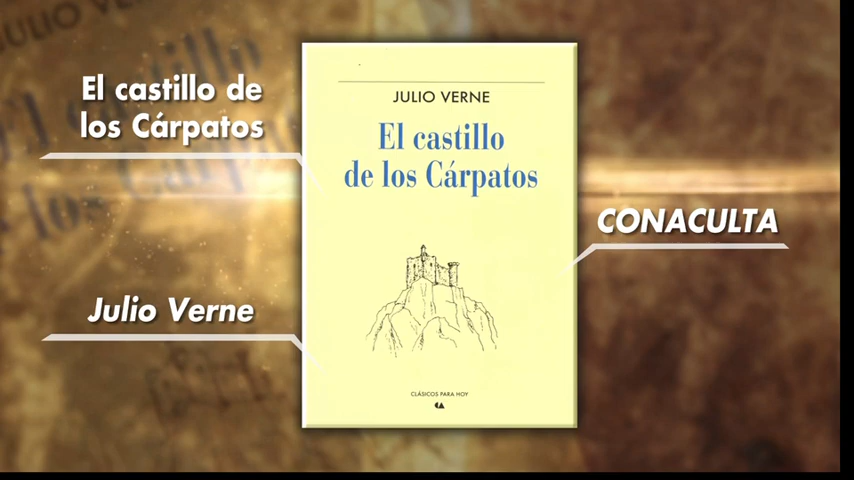 El castillo de
los Cárpatos
Julio Verne
JULIO VERNE
El castillo
de los Cárpatos
CLÁSICOS PARA HOY
CONACULTA